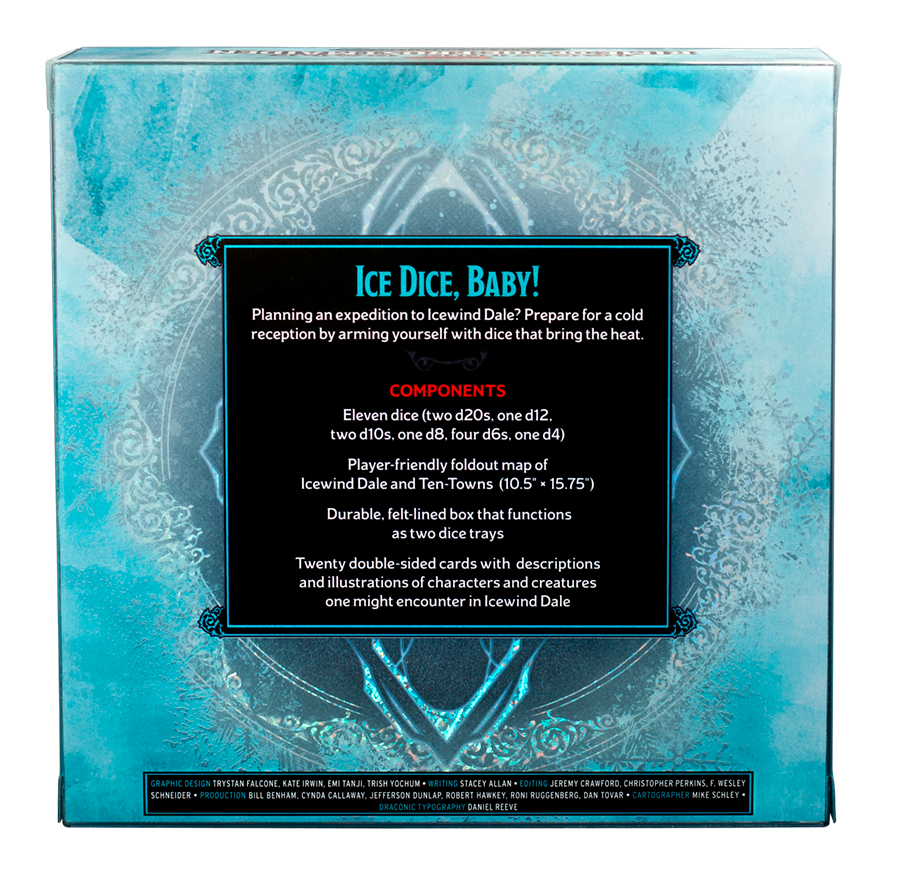 Ice Dice, Baby!
Planning an expedition to Icewind Dale? Prepare for a cold
reception by arming yourself with dice that bring the heat.
COMPONENTS
Eleven dice (two d20s, one d12,
two d10s, one d8, four d6s, one d4)
Player-friendly foldout map of
Icewind Dale and Ten-Towns (10.5" × 15.75")
Durable, felt-lined box that functions
as two dice trays
Twenty double-sided cards with descriptions
and illustrations of characters and creatures
one might encounter in Icewind Dale
GRAPHIC DESIGN TRYSTAN FALCONE, KATE IRWIN, EMI TANJI, TRISH YOCHUM • WRITING STACEY ALLAN • EDITING JEREMY CRAWFORD, CHRISTOPHER PERKINS, F. WESLEY
SCHNEIDER • PRODUCTION BILL BENHAM, CYNDA CALLAWAY, JEFFERSON DUNLAP, ROBERT HAWKEY, RONI RUGGENBERG, DAN TOVAR • CARTOGRAPHER MIKE SCHLEY •
DRACONIC TYPOGRAPHY DANIEL REEVE